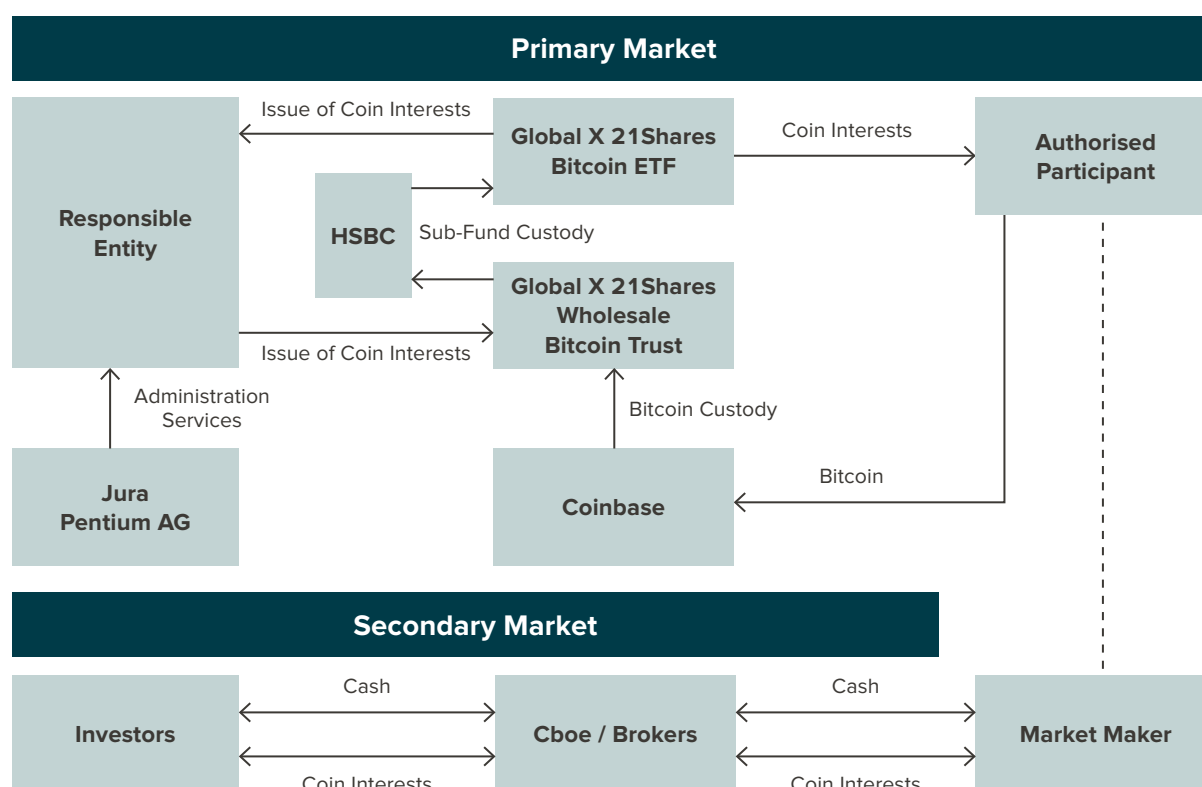 Primary Market
Issue of Coin Interests
Global X 21Shares
Bitcoin ETF
Coin Interests
Authorised
Participant
Responsible
Entity
HSBC
Sub-Fund Custody
Global X 21Shares
Wholesale
Bitcoin Trust
Issue of Coin Interests
Administration
Services
Bitcoin Custody
Jura
Pentium AG
Coinbase
Bitcoin
Secondary Market
Investors
Cash
Coin Interests
Cboe / Brokers
Cash
Coin Interests
Market Maker